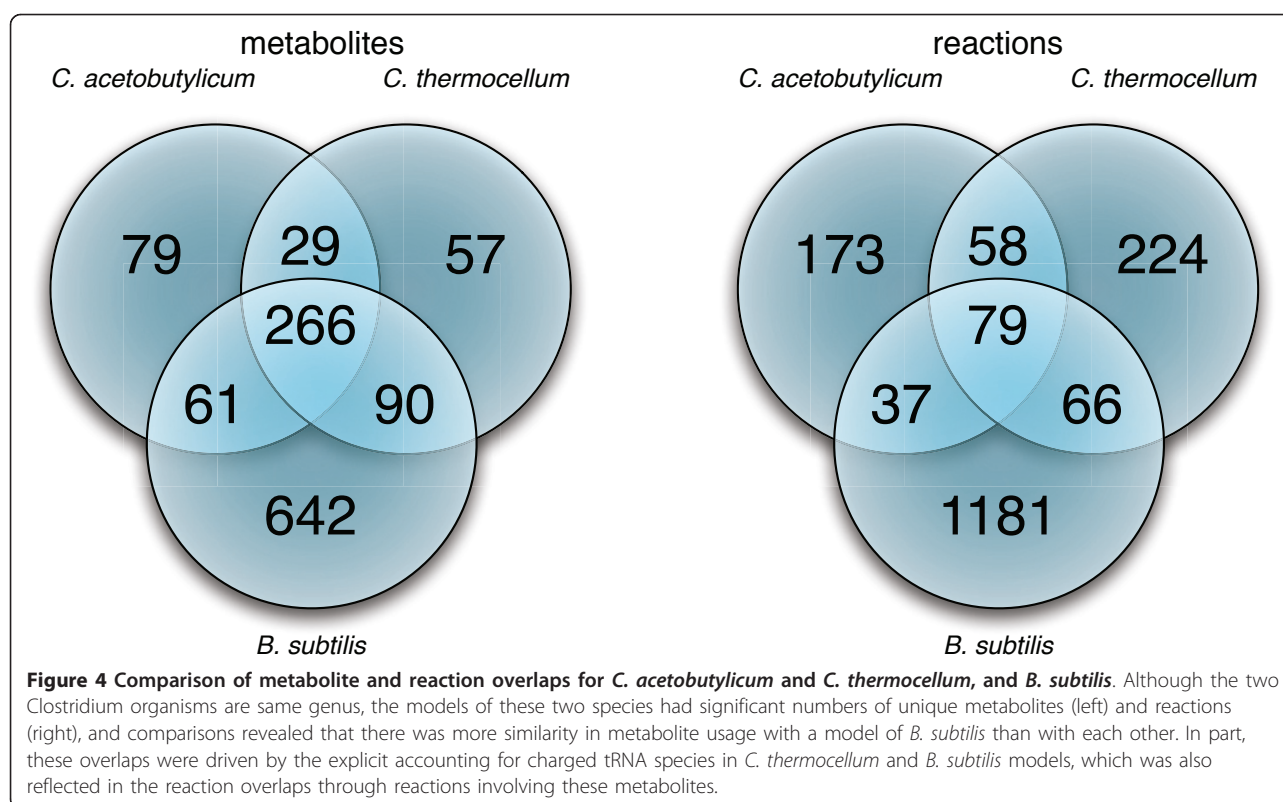 metabolites
C. acetobutylicum
C. thermocellum
79
29
57
266
61
90
642
B. subtilis
reactions
C. acetobutylicum
C. thermocellum
173
58
224
79
37
66
1181
B. subtilis
Figure 4 Comparison of metabolite and reaction overlaps for C. acetobutylicum and C. thermocellum, and B. subtilis. Although the two
Clostridium organisms are same genus, the models of these two species had significant numbers of unique metabolites (left) and reactions
(right), and comparisons revealed that there was more similarity in metabolite usage with a model of B. subtilis than with each other. In part,
these overlaps were driven by the explicit accounting for charged tRNA species in C. thermocellum and B. subtilis models, which was also
reflected in the reaction overlaps through reactions involving these metabolites.